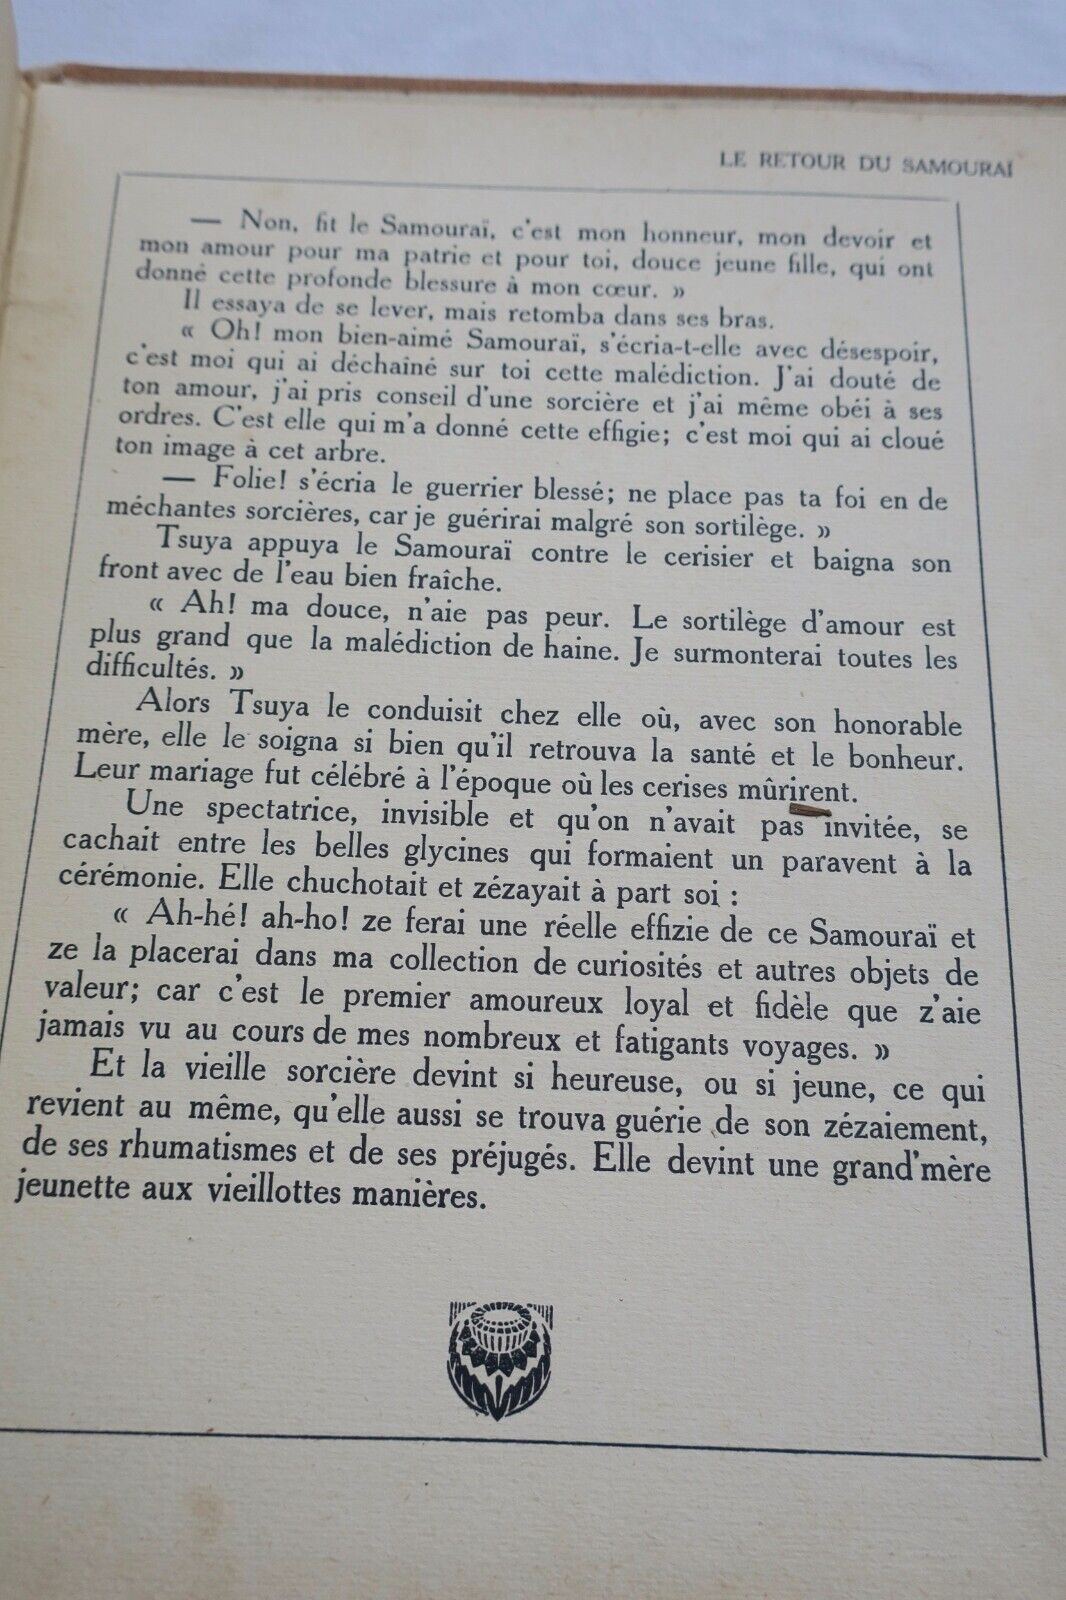 LE RETOUR DU SAMOURAÏ
— Non, fit le Samouraï, c'est mon honneur, mon devoir et
mon amour pour ma patrie et pour toi, douce jeune fille, qui ont
donné cette profonde blessure à mon cœur. »
Il essaya de se lever, mais retomba dans ses bras.
« Oh! mon bien-aimé Samouraï, s'écria-t-elle avec désespoir,
c'est moi qui ai déchaîné sur toi cette malédiction. J'ai douté de
ton amour, j'ai pris conseil d'une sorcière et j'ai même obéi à ses
ordres. C'est elle qui m'a donné cette effigie; c'est moi qui ai cloué
ton image à cet arbre.
— Folie! s'écria le guerrier blessé; ne place pas ta foi en de
méchantes sorcières, car je guérirai malgré son sortilège. »
Tsuya appuya le Samouraï contre le cerisier et baigna son
front avec de l'eau bien fraîche.
« Ah! ma douce, n'aie pas peur. Le sortilège d'amour est
plus grand que la malédiction de haine. Je surmonterai toutes les
difficultés. »
Alors Tsuya le conduisit chez elle où, avec son honorable
mère, elle le soigna si bien qu'il retrouva la santé et le bonheur.
Leur mariage fut célébré à l'époque où les cerises mûrirent.
Une spectatrice, invisible et qu'on n'avait pas invitée, se
cachait entre les belles glycines qui formaient un paravent à la
cérémonie. Elle chuchotait et zézayait à part soi :
« Ah-hé! ah-ho! ze ferai une réelle effizie de ce Samouraï et
ze la placerai dans ma collection de curiosités et autres objets de
valeur; car c'est le premier amoureux loyal et fidèle que z'aie
jamais vu au cours de mes nombreux et fatigants voyages. »
Et la vieille sorcière devint si heureuse, ou si jeune, ce qui
revient au même, qu'elle aussi se trouva guérie de son zézaiement,
de ses rhumatismes et de ses préjugés. Elle devint une grand'mère
jeunette aux vieillottes manières.